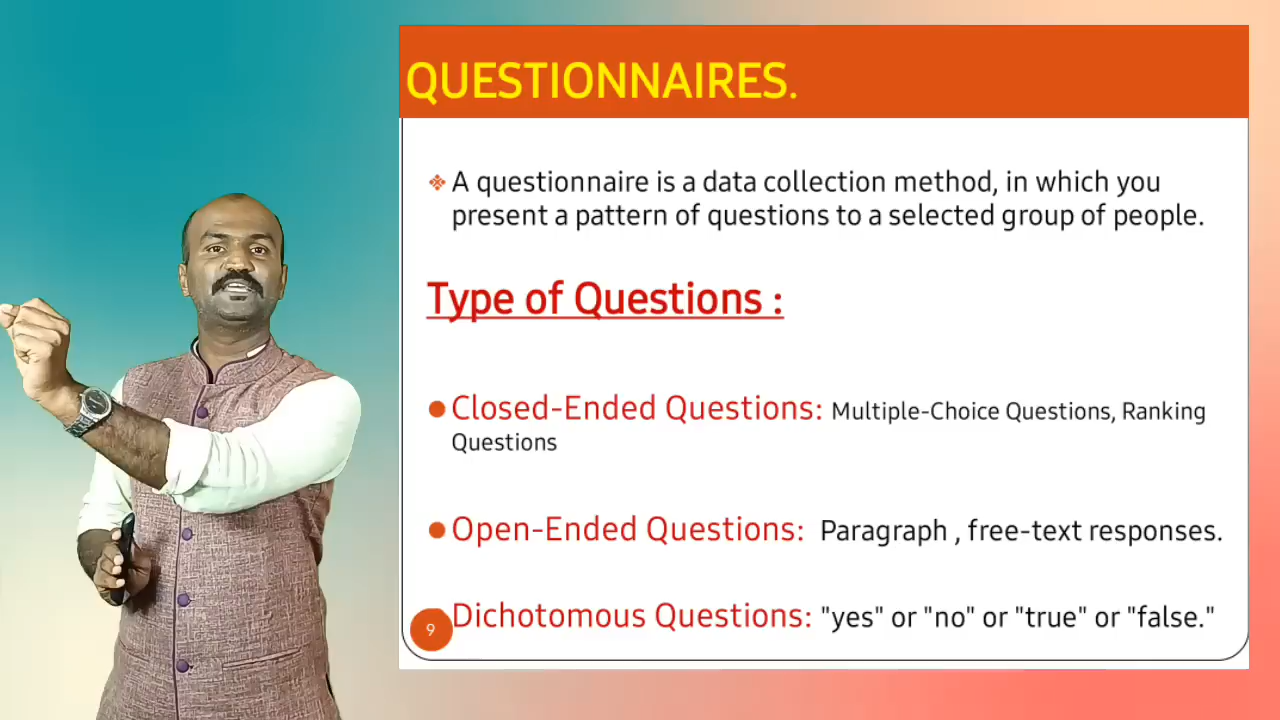 QUESTIONNAIRES.
❖ A questionnaire is a data collection method, in which you
present a pattern of questions to a selected group of people.
Type of Questions :
● Closed-Ended Questions: Multiple-Choice Questions, Ranking
Questions
● Open-Ended Questions: Paragraph , free-text responses.
Dichotomous Questions: "yes" or "no" or "true" or "false."
9